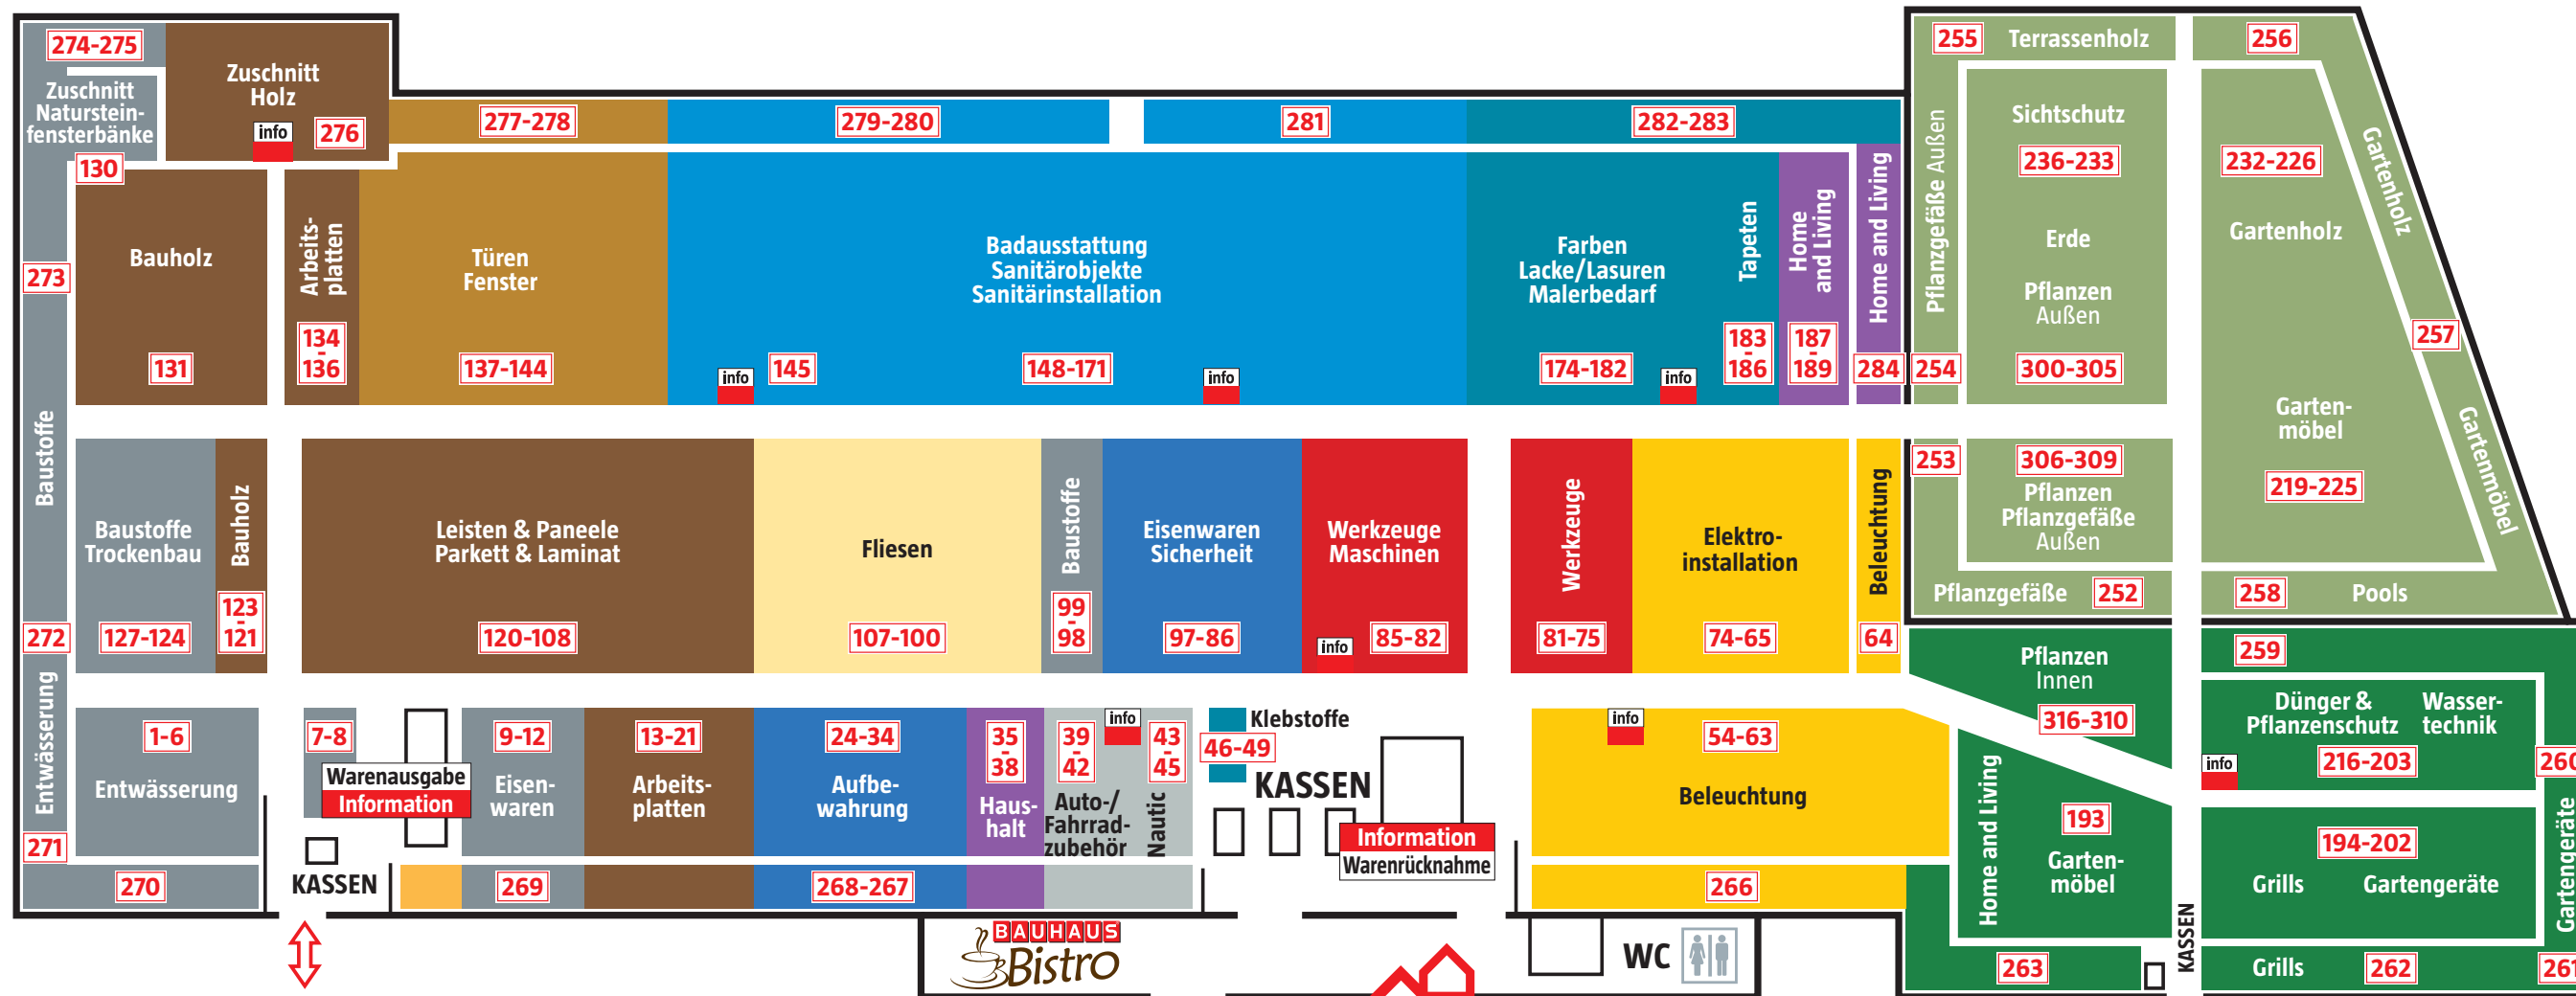 274-275
Zuschnitt
Naturstein-
fensterbänke
130
Zuschnitt
Holz
info
276
277-278
279-280
281
282-283
255
Terrassenholz
256
Bauholz
131
Arbeits-
platten
134
-
136
Türen
Fenster
137-144
Badausstattung
Sanitärobjekte
Sanitärinstallation
info
145
148-171
info
Farben
Lacke/Lasuren
Malerbedarf
174-182
info
Tapeten
183
-
186
Home
and Living
187
-
189
Home and Living
284
Pflanzgefäße Außen
254
Sichtschutz
236-233
Erde
Pflanzen
Außen
300-305
232-226
Gartenholz
Garten-
möbel
219-225
Gartenholz
257
Gartenmöbel
273
Baustoffe
272
Entwässerung
271
270
Baustoffe
Trockenbau
127-124
Bauholz
123
-
121
Leisten & Paneele
Parkett & Laminat
120-108
Fliesen
107-100
Baustoffe
99
-
98
Eisenwaren
Sicherheit
97-86
Werkzeuge
Maschinen
info
85-82
Werkzeuge
81-75
Elektro-
installation
74-65
Beleuchtung
64
253
306-309
Pflanzen
Pflanzgefäße
Außen
Pflanzgefäße
252
258
Pools
1-6
Entwässerung
7-8
Warenausgabe
Information
KASSEN
9-12
Eisen-
waren
269
13-21
Arbeits-
platten
24-34
Aufbe-
wahrung
268-267
35
-
38
Haus-
halt
39
-
42
Auto-/
Fahrrad-
zubehör
info
43
-
45
Nautic
Klebstoffe
46-49
KASSEN
Information
Warenrücknahme
info
54-63
Beleuchtung
266
Pflanzen
Innen
316-310
259
Dünger &
Pflanzenschutz
Wasser-
technik
info
216-203
260
Home and Living
193
Garten-
möbel
194-202
Grills
Gartengeräte
Gartengeräte
263
KASSEN
Grills
262
261
BAUHAUS
Bistro
WC